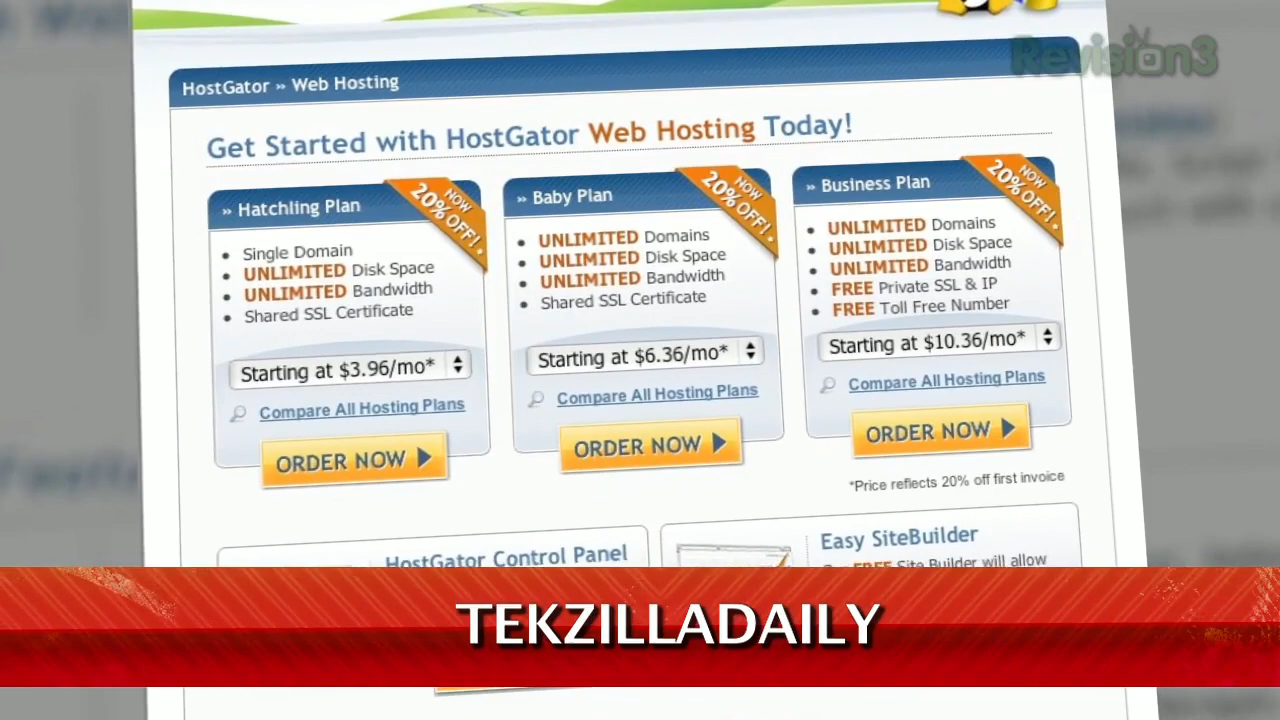 Revision3
HostGator » Web Hosting
Get Started with HostGator Web Hosting Today!
» Hatchling Plan
NOW
20% OFF!*
• Single Domain
• UNLIMITED Disk Space
• UNLIMITED Bandwidth
• Shared SSL Certificate
Starting at $3.96/mo*
Compare All Hosting Plans
ORDER NOW
» Baby Plan
NOW
20% OFF!*
• UNLIMITED Domains
• UNLIMITED Disk Space
• UNLIMITED Bandwidth
• Shared SSL Certificate
Starting at $6.36/mo*
Compare All Hosting Plans
ORDER NOW
» Business Plan
NOW
20% OFF!*
• UNLIMITED Domains
• UNLIMITED Disk Space
• UNLIMITED Bandwidth
• FREE Private SSL & IP
• FREE Toll Free Number
Starting at $10.36/mo*
Compare All Hosting Plans
ORDER NOW
*Price reflects 20% off first invoice
HostGator Control Panel
Easy SiteBuilder
FREE Site Builder will allow
TEKZILLADAILY